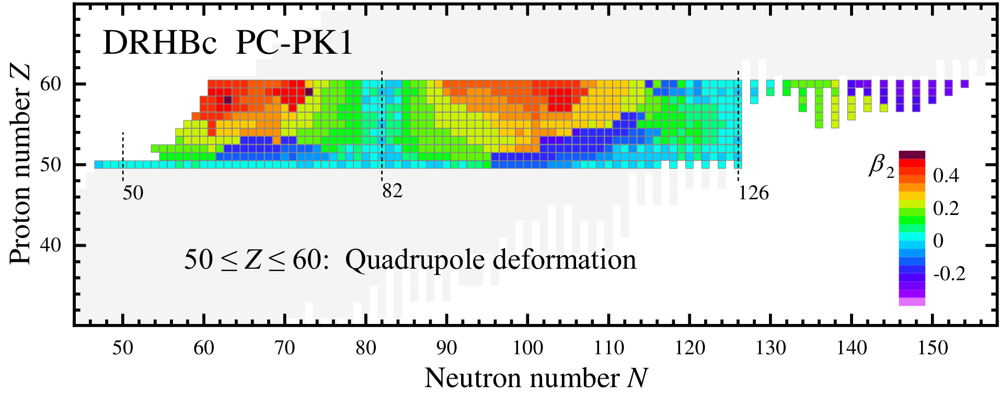 DRHBc PC-PK1
Proton number Z
60
50
40
50
82
126
β2
0.4
0.2
0
-0.2
50 ≤ Z ≤ 60: Quadrupole deformation
50 60 70 80 90 100 110 120 130 140 150
Neutron number N